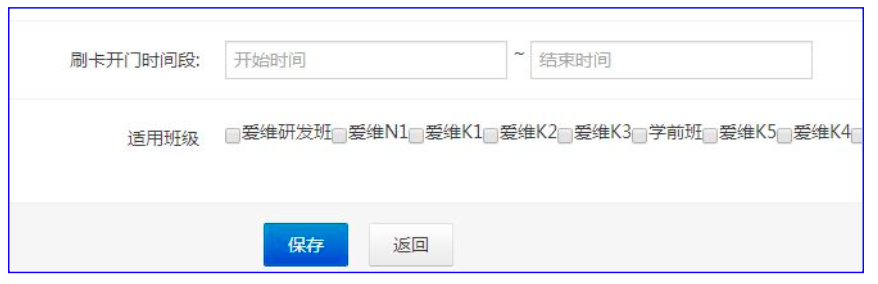 刷卡开门时间段: 开始时间 ~ 结束时间
适用班级 爱维研发班 爱维N1 爱维K1 爱维K2 爱维K3 学前班 爱维K5 爱维K4
保存 返回